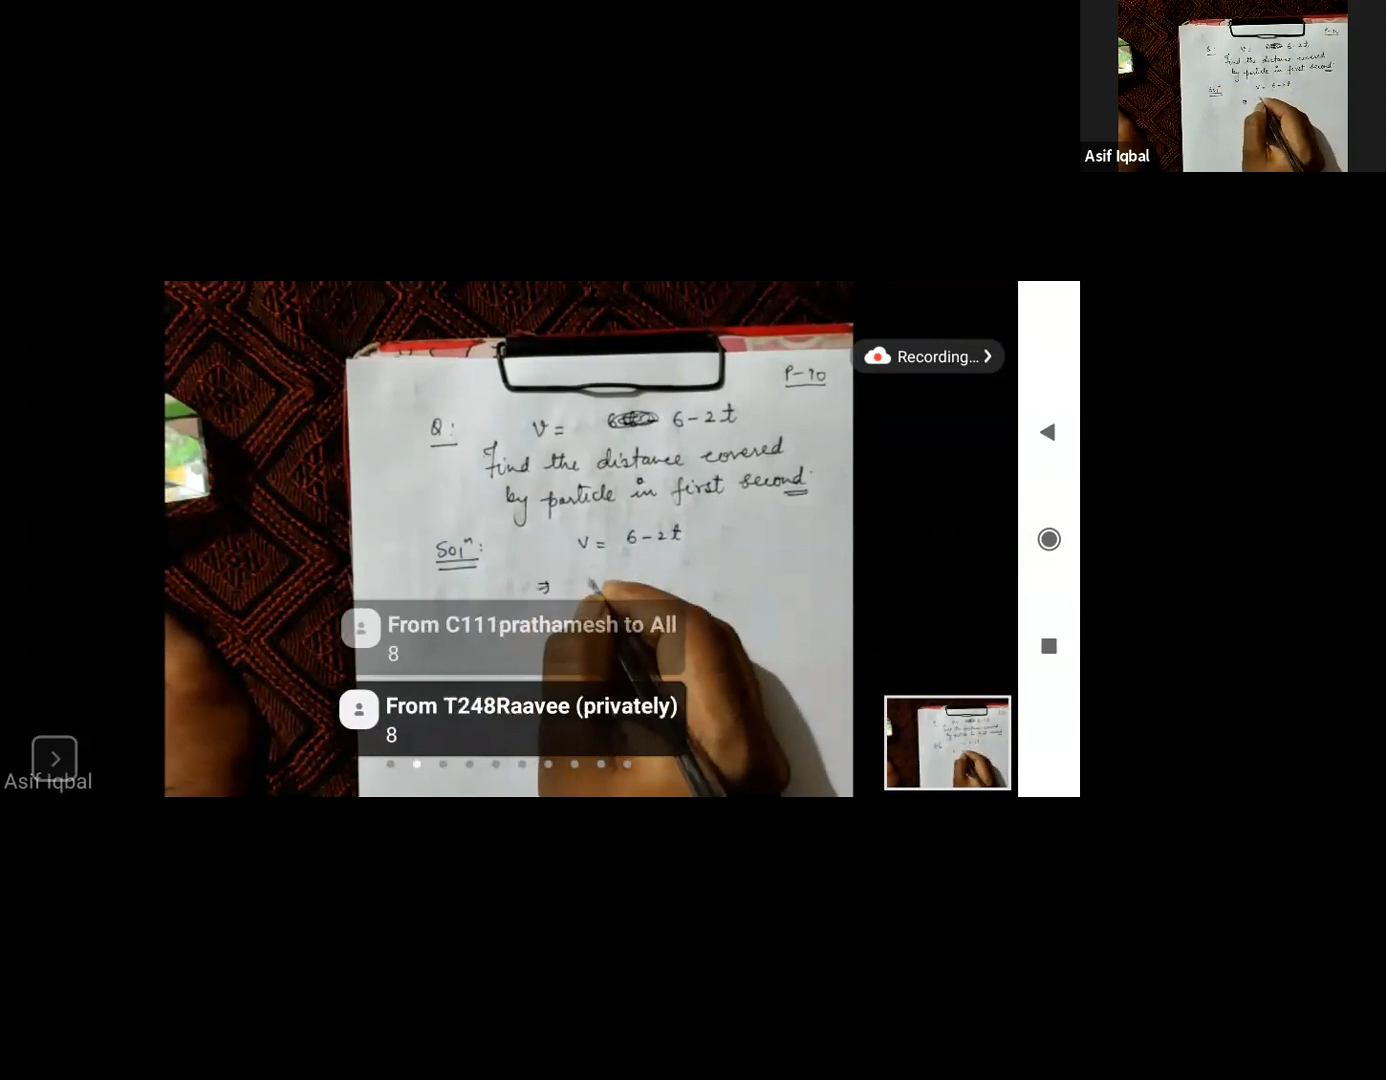 Asif Iqbal
Recording...
P-10
Q: v = 6-2t
Find the distance covered
by particle in first second.
Solⁿ: v = 6-2t
⇒
From C111prathamesh to All
8
From T248Raavee (privately)
8
Asif Iqbal